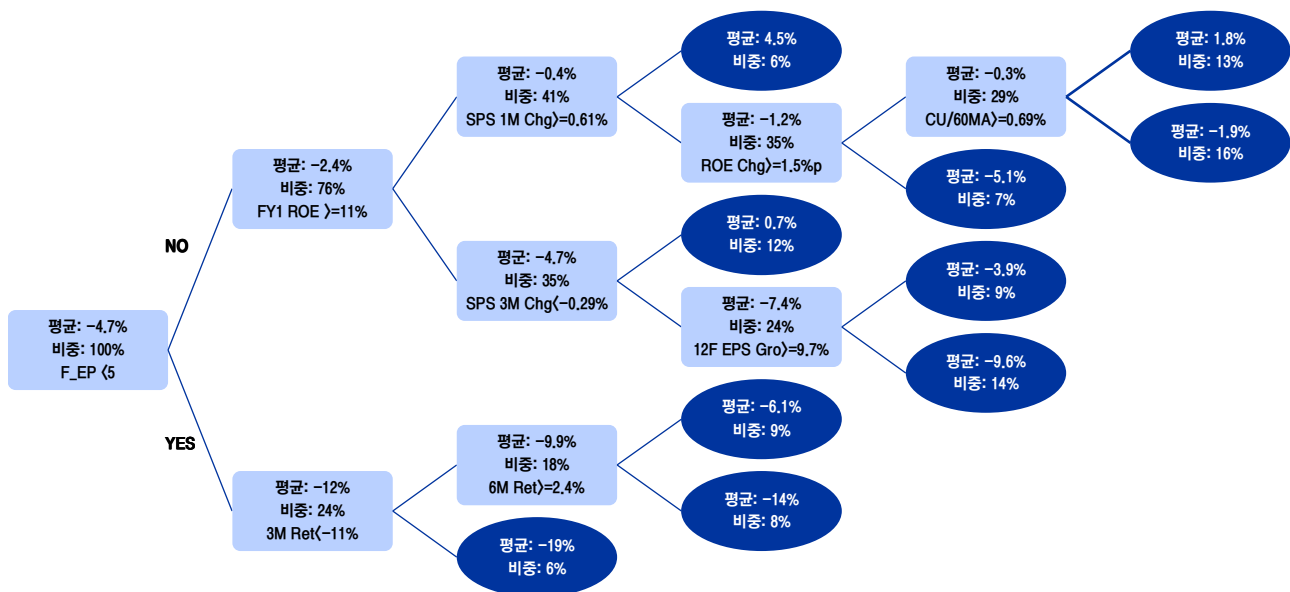 평균: -4.7%
비중: 100%
F_EP <5
NO
YES
평균: -2.4%
비중: 76%
FY1 ROE >=11%
평균: -12%
비중: 24%
3M Ret<-11%
평균: -0.4%
비중: 41%
SPS 1M Chg>=0.61%
평균: -4.7%
비중: 35%
SPS 3M Chg<-0.29%
평균: -9.9%
비중: 18%
6M Ret>=2.4%
평균: -19%
비중: 6%
평균: 4.5%
비중: 6%
평균: -1.2%
비중: 35%
ROE Chg>=1.5%p
평균: 0.7%
비중: 12%
평균: -7.4%
비중: 24%
12F EPS Gro>=9.7%
평균: -6.1%
비중: 9%
평균: -14%
비중: 8%
평균: -0.3%
비중: 29%
CU/60MA>=0.69%
평균: -5.1%
비중: 7%
평균: -3.9%
비중: 9%
평균: -9.6%
비중: 14%
평균: 1.8%
비중: 13%
평균: -1.9%
비중: 16%